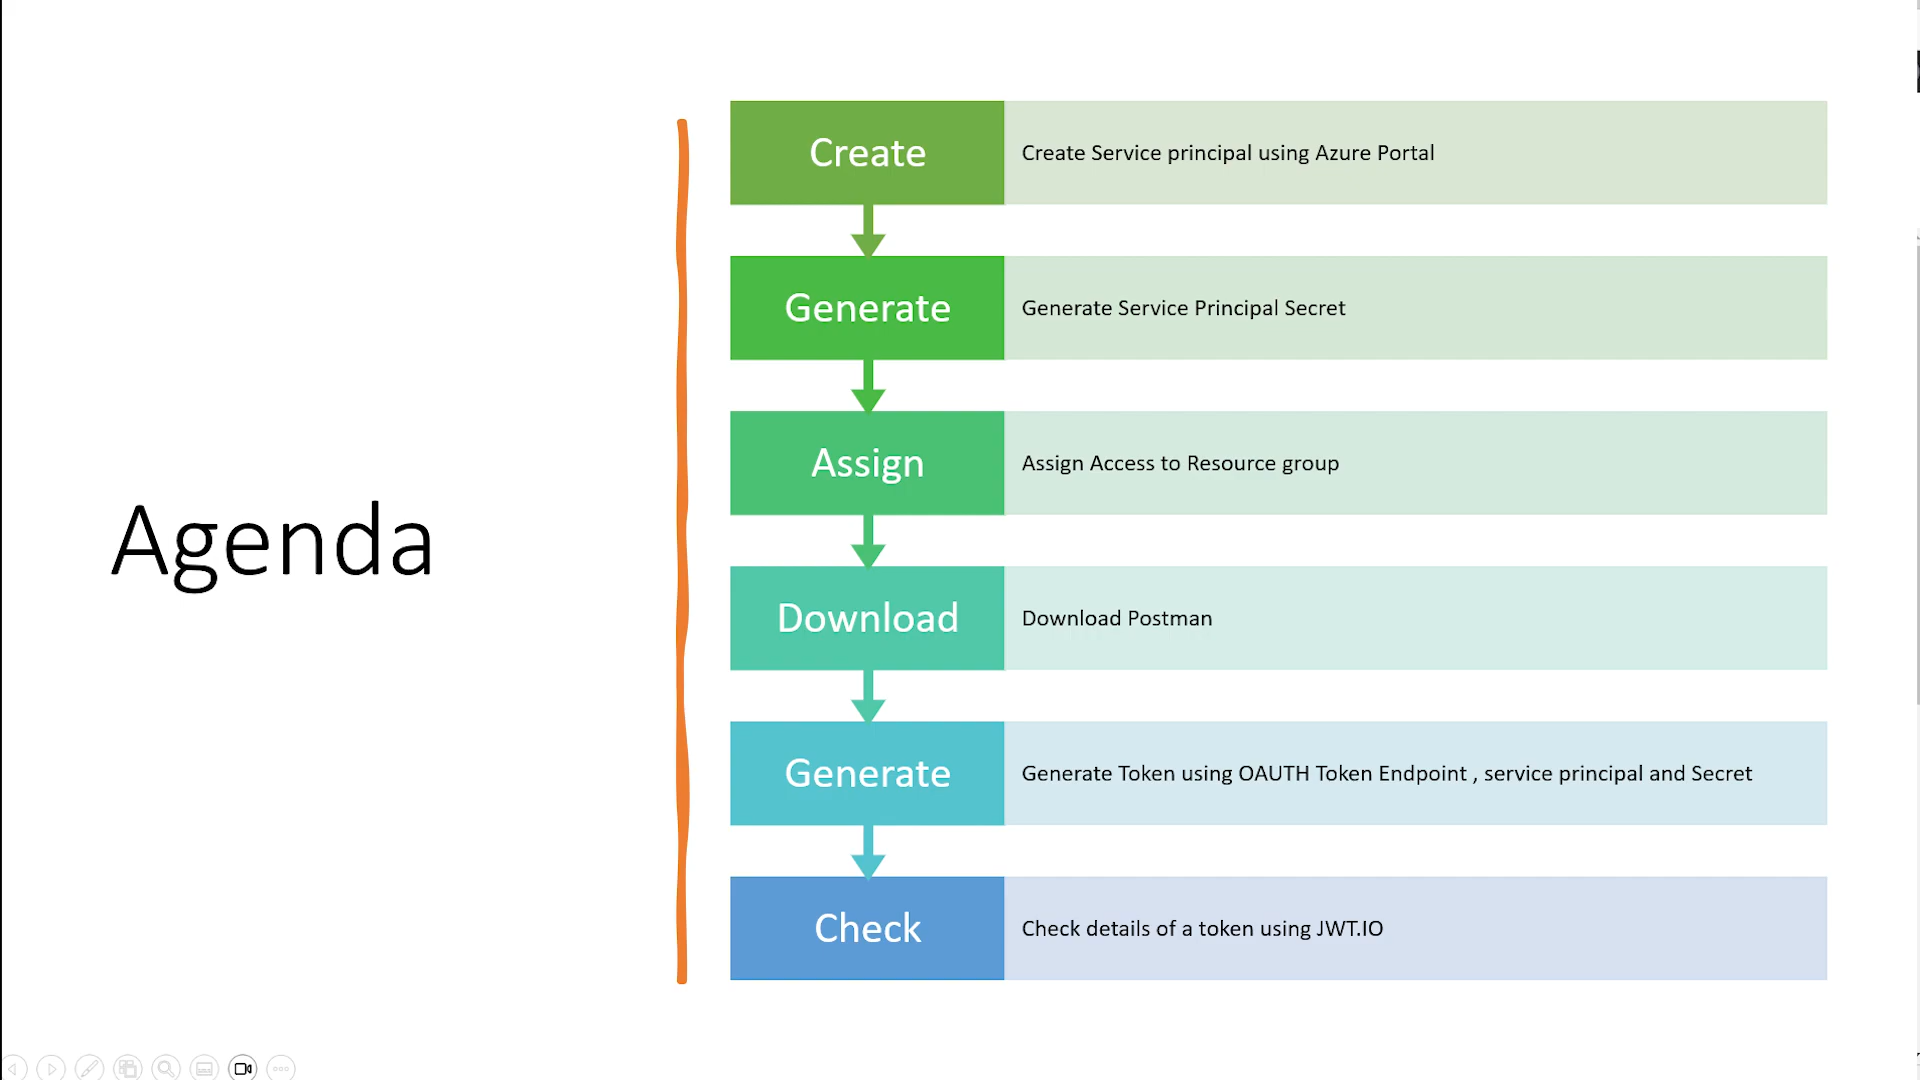 Agenda
Create
Create Service principal using Azure Portal
Generate
Generate Service Principal Secret
Assign
Assign Access to Resource group
Download
Download Postman
Generate
Generate Token using OAUTH Token Endpoint , service principal and Secret
Check
Check details of a token using JWT.IO